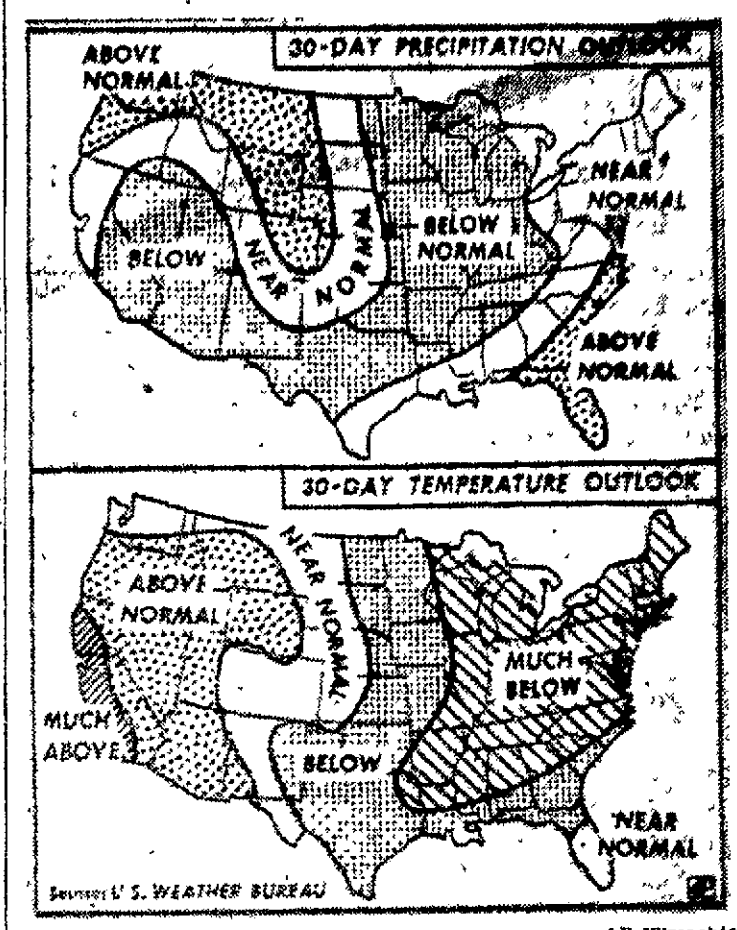 30-DAY PRECIPITATION OUTLOOK
ABOVE
NORMAL
NEAR
NORMAL
BELOW
NEAR NORMAL
BELOW
NORMAL
ABOVE
NORMAL
30-DAY TEMPERATURE OUTLOOK
NEAR NORMAL
ABOVE
NORMAL
MUCH
BELOW
MUCH
ABOVE
BELOW
NEAR
NORMAL
U S. WEATHER BUREAU